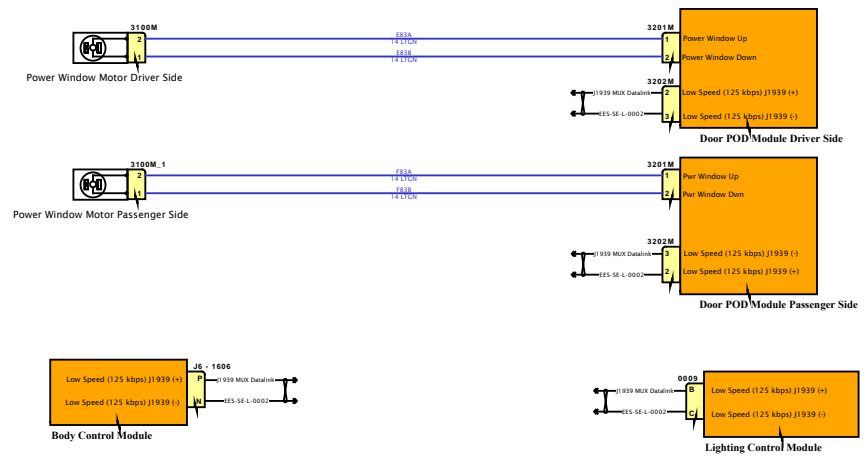 3100M
2
1
E83A
14 LTGN
E83B
14 LTGN
Power Window Motor Driver Side
3201M
1 Power Window Up
2 Power Window Down
3202M
J1939 MUX Datalink 2 Low Speed (125 kbps) J1939 (+)
EES-SE-L-0002 3 Low Speed (125 kbps) J1939 (-)
Door POD Module Driver Side
3100M_1
2
1
E83A
14 LTGN
E83B
14 LTGN
Power Window Motor Passenger Side
3201M
1 Pwr Window Up
2 Pwr Window Dwn
3202M
J1939 MUX Datalink 3 Low Speed (125 kbps) J1939 (-)
EES-SE-L-0002 2 Low Speed (125 kbps) J1939 (+)
Door POD Module Passenger Side
J6 - 1606
Low Speed (125 kbps) J1939 (+) P J1939 MUX Datalink
Low Speed (125 kbps) J1939 (-) N EES-SE-L-0002
Body Control Module
0009
J1939 MUX Datalink B Low Speed (125 kbps) J1939 (+)
EES-SE-L-0002 C Low Speed (125 kbps) J1939 (-)
Lighting Control Module